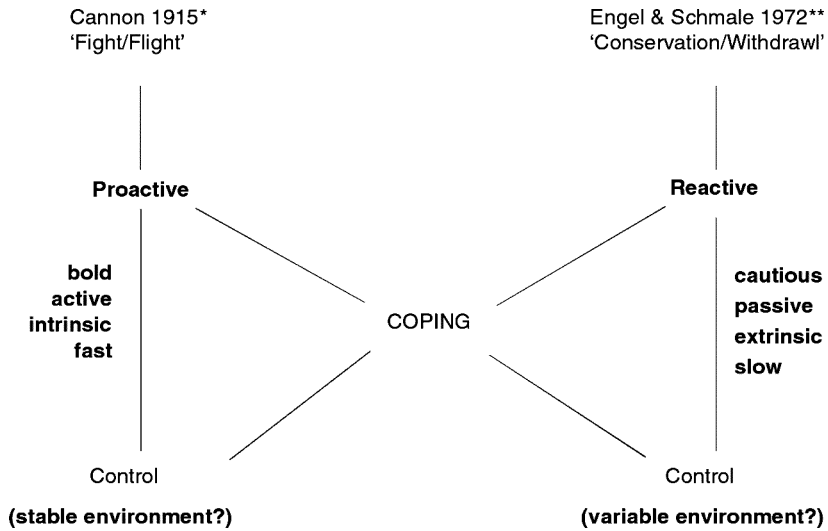 Cannon 1915*
'Fight/Flight'
Engel & Schmale 1972**
'Conservation/Withdrawl'
Proactive
Reactive
bold
active
intrinsic
fast
COPING
cautious
passive
extrinsic
slow
Control
(stable environment?)
Control
(variable environment?)